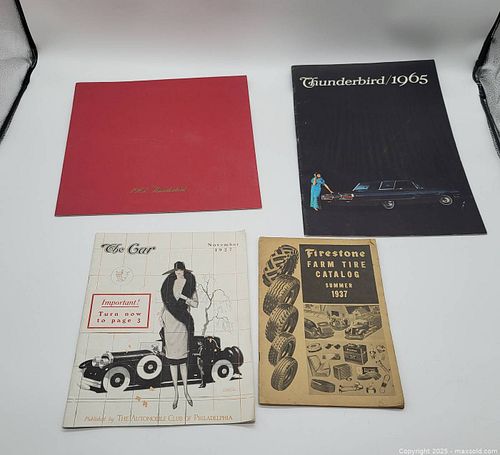 Thunderbird/1965
Thunderbird
The Car
November
1927
Important!
Turn now
to page 3
Published by THE AUTOMOBILE CLUB OF PHILADELPHIA
Firestone
FARM TIRE
CATALOG
SUMMER
1937
Copyright 2025 - maxsold.com